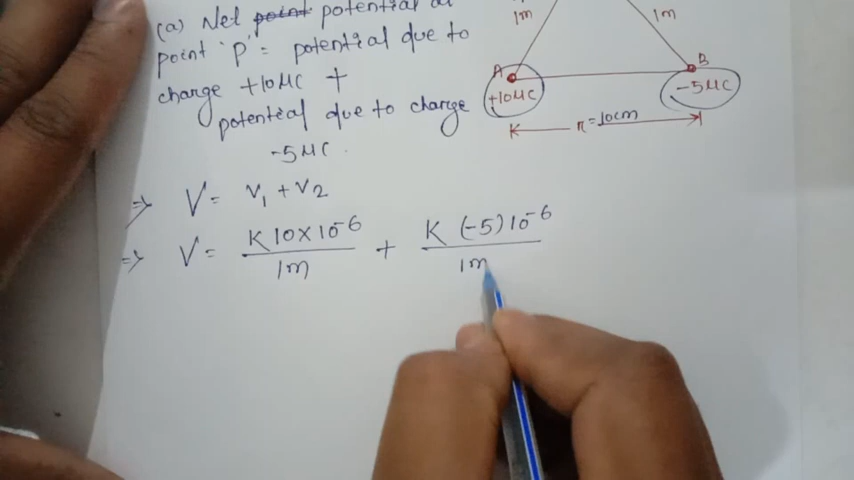 (a) Net point potential at
point 'p' = potential due to
charge +10μC +
potential due to charge
-5μC.
⇒ V = V₁ + V₂
⇒ V = K10×10⁻⁶/1m + K(-5)10⁻⁶/1m
1m
1m
A
B
+10μC
-5μC
r=10cm